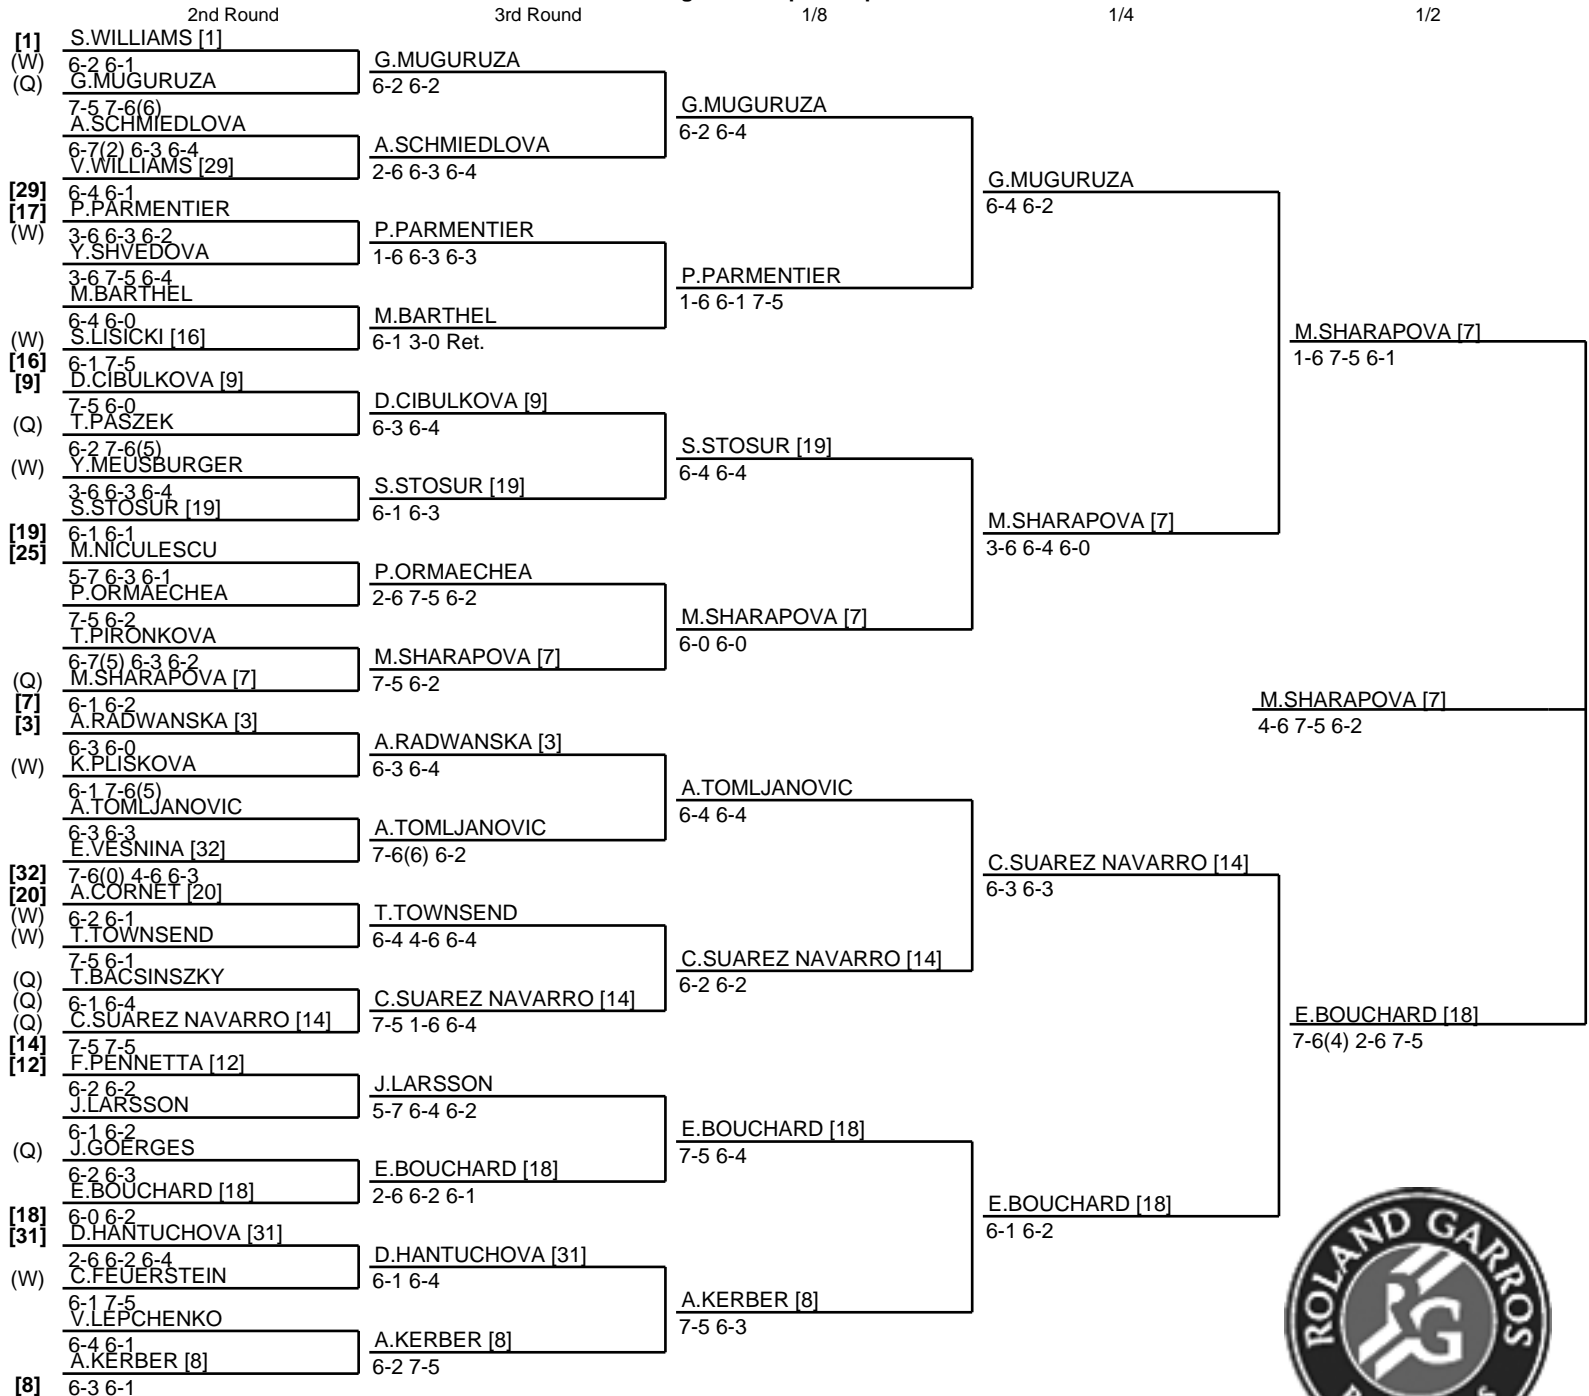 2nd Round 3rd Round 1/8 1/4 1/2
[1] S.WILLIAMS [1]
(W) 6-2 6-1
(Q) G.MUGURUZA
7-5 7-6(6)
A.SCHMIEDLOVA
6-7(2) 6-3 6-4
V.WILLIAMS [29]
[29] 6-4 6-1
[17] P.PARMENTIER
(W) 3-6 6-3 6-2
Y.SHVEDOVA
3-6 7-5 6-4
M.BARTHEL
6-4 6-0
(W) S.LISICKI [16]
[16] 6-1 7-5
[9] D.CIBULKOVA [9]
7-5 6-0
(Q) T.PASZEK
6-2 7-6(5)
(W) Y.MEUSBURGER
3-6 6-3 6-4
S.STOSUR [19]
[19] 6-1 6-1
[25] M.NICULESCU
5-7 6-3 6-1
P.ORMAECHEA
7-5 6-2
T.PIRONKOVA
6-7(5) 6-3 6-2
(Q) M.SHARAPOVA [7]
[7] 6-1 6-2
[3] A.RADWANSKA [3]
6-3 6-0
(W) K.PLISKOVA
6-1 7-6(5)
A.TOMLJANOVIC
6-3 6-3
E.VESNINA [32]
[32] 7-6(0) 4-6 6-3
[20] A.CORNET [20]
(W) 6-2 6-1
(W) T.TOWNSEND
7-5 6-1
(Q) T.BACSINSZKY
(Q) 6-1 6-4
(Q) C.SUAREZ NAVARRO [14]
[14] 7-5 7-5
[12] F.PENNETTA [12]
6-2 6-2
J.LARSSON
6-1 6-2
(Q) J.GOERGES
6-2 6-3
E.BOUCHARD [18]
[18] 6-0 6-2
[31] D.HANTUCHOVA [31]
2-6 6-2 6-4
(W) C.FEUERSTEIN
6-1 7-5
V.LEPCHENKO
6-4 6-1
A.KERBER [8]
[8] 6-3 6-1
G.MUGURUZA
6-2 6-2
A.SCHMIEDLOVA
2-6 6-3 6-4
P.PARMENTIER
1-6 6-3 6-3
M.BARTHEL
6-1 3-0 Ret.
D.CIBULKOVA [9]
6-3 6-4
S.STOSUR [19]
6-1 6-3
P.ORMAECHEA
2-6 7-5 6-2
M.SHARAPOVA [7]
7-5 6-2
A.RADWANSKA [3]
6-3 6-4
A.TOMLJANOVIC
7-6(6) 6-2
T.TOWNSEND
6-4 4-6 6-4
C.SUAREZ NAVARRO [14]
7-5 1-6 6-4
J.LARSSON
5-7 6-4 6-2
E.BOUCHARD [18]
2-6 6-2 6-1
D.HANTUCHOVA [31]
6-1 6-4
A.KERBER [8]
6-2 7-5
G.MUGURUZA
6-2 6-4
P.PARMENTIER
1-6 6-1 7-5
S.STOSUR [19]
6-4 6-4
M.SHARAPOVA [7]
6-0 6-0
A.TOMLJANOVIC
6-4 6-4
C.SUAREZ NAVARRO [14]
6-2 6-2
E.BOUCHARD [18]
7-5 6-4
A.KERBER [8]
7-5 6-3
G.MUGURUZA
6-4 6-2
M.SHARAPOVA [7]
3-6 6-4 6-0
C.SUAREZ NAVARRO [14]
6-3 6-3
E.BOUCHARD [18]
6-1 6-2
M.SHARAPOVA [7]
1-6 7-5 6-1
E.BOUCHARD [18]
7-6(4) 2-6 7-5
M.SHARAPOVA [7]
4-6 7-5 6-2
ROLAND GARROS
RG